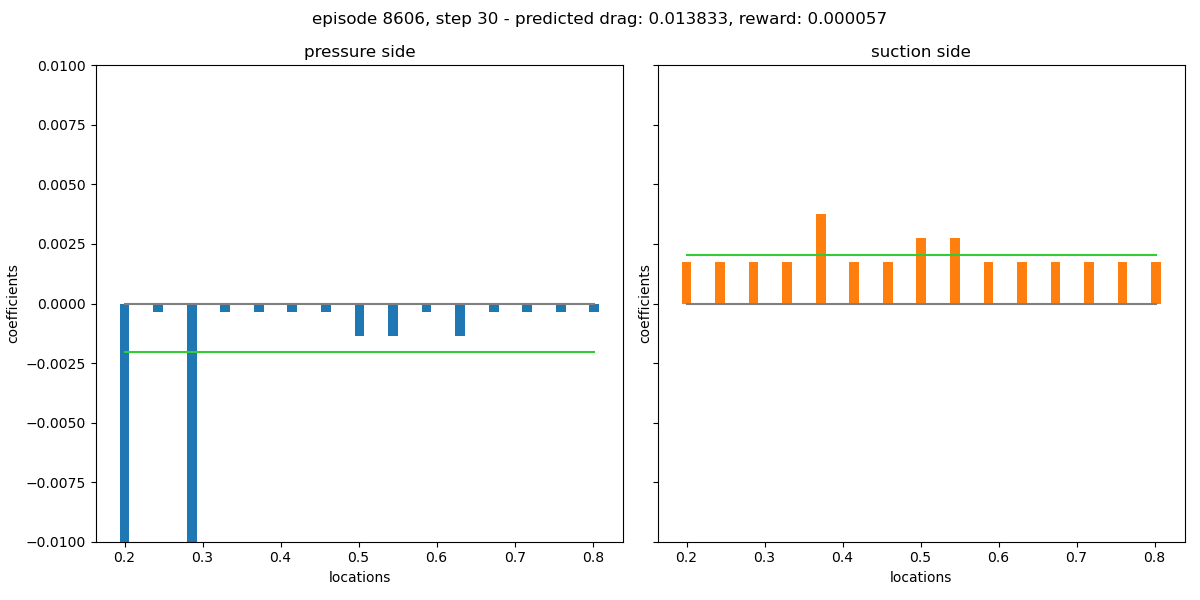 episode 8606, step 30 - predicted drag: 0.013833, reward: 0.000057
pressure side
suction side
0.0100
0.0075
0.0050
0.0025
0.0000
−0.0025
−0.0050
−0.0075
−0.0100
coefficients
coefficients
0.2 0.3 0.4 0.5 0.6 0.7 0.8
0.2 0.3 0.4 0.5 0.6 0.7 0.8
locations
locations